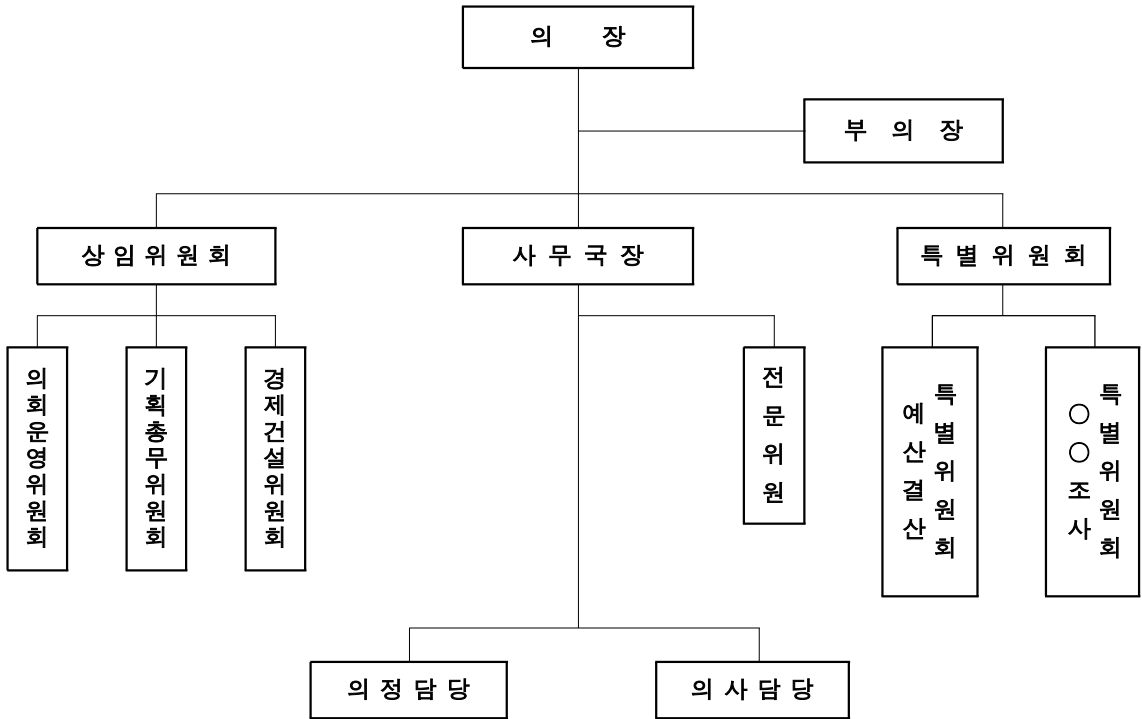 의 장
부 의 장
상임위원회
사무국장
특별위원회
의회운영위원회
기획총무위원회
경제건설위원회
전문위원
예산결산
특별위원회
○○조사
특별위원회
의정담당
의사담당